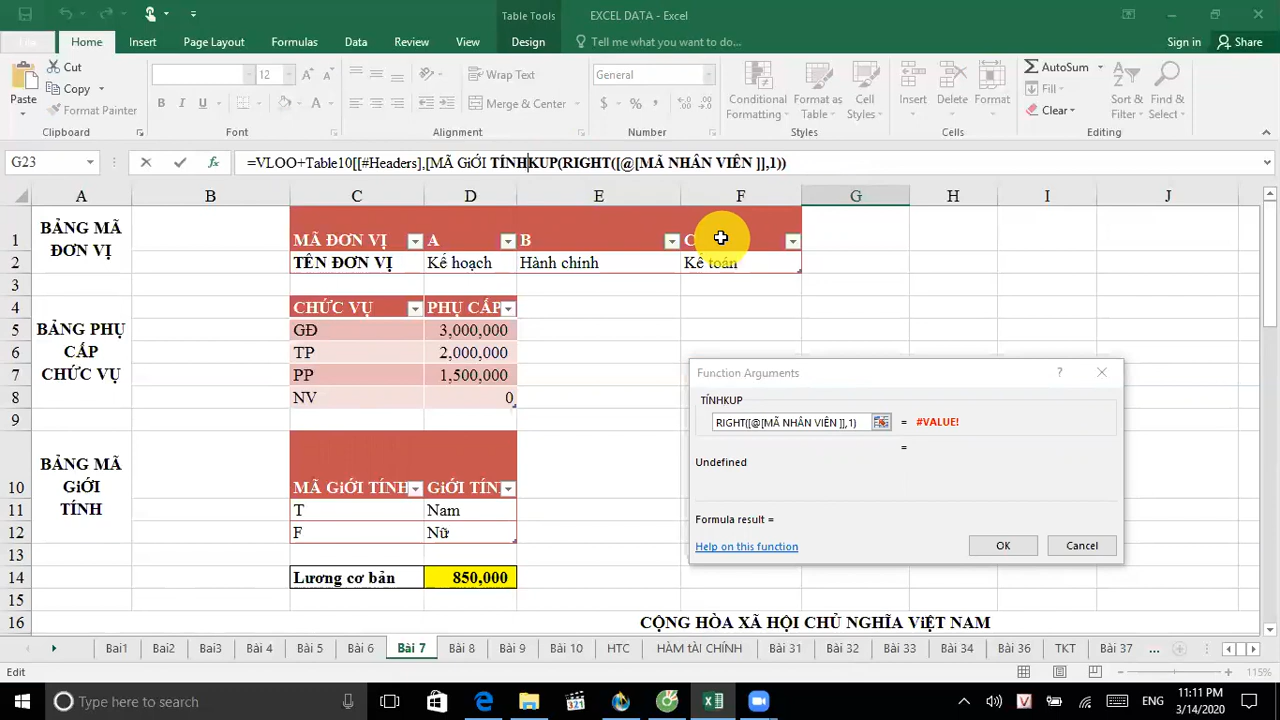 Table Tools
EXCEL DATA - Excel
Home
Insert
Page Layout
Formulas
Data
Review
View
Design
Tell me what you want to do...
Sign in
Share
Paste
Cut
Copy
Format Painter
Clipboard
12
B I U
Font
Wrap Text
Merge & Center
Alignment
General
$ % ,
Number
Conditional Formatting
Format as Table
Cell Styles
Styles
Insert
Delete
Format
Cells
AutoSum
Fill
Clear
Sort & Filter
Find & Select
Editing
G23
fx
=VLOO+Table10[[#Headers],[MÃ GiỚI TÍNHKUP(RIGHT([@[MÃ NHÂN VIÊN ]],1))
A B C D E F G H I J
1 BẢNG MÃ ĐƠN VỊ MÃ ĐƠN VỊ A B C
2 TÊN ĐƠN VỊ Kế hoạch Hành chính Kế toán
3
4 CHỨC VỤ PHỤ CẤP
5 BẢNG PHỤ CẤP CHỨC VỤ GĐ 3,000,000
6 TP 2,000,000
7 PP 1,500,000
8 NV 0
9
10 BẢNG MÃ GiỚI TÍNH MÃ GiỚI TÍNH GiỚI TÍN
11 T Nam
12 F Nữ
13
14 Lương cơ bản 850,000
15
16 CỘNG HÒA XÃ HỘI CHỦ NGHĨA ViỆT NAM
Function Arguments
TÍNHKUP
RIGHT([@[MÃ NHÂN VIÊN ]],1) = #VALUE!
=
Undefined
Formula result =
Help on this function
OK
Cancel
Bai1 Bai2 Bài3 Bài 4 Bài 5 Bài 6 Bài 7 Bài 8 Bài 9 Bài 10 HTC HÀM tÀI CHÍNH Bài 31 Bài 32 Bài 33 Bài 34 Bài 36 TKT Bài 37 ...
Edit
115%
Type here to search
321
V
ENG
11:11 PM
3/14/2020